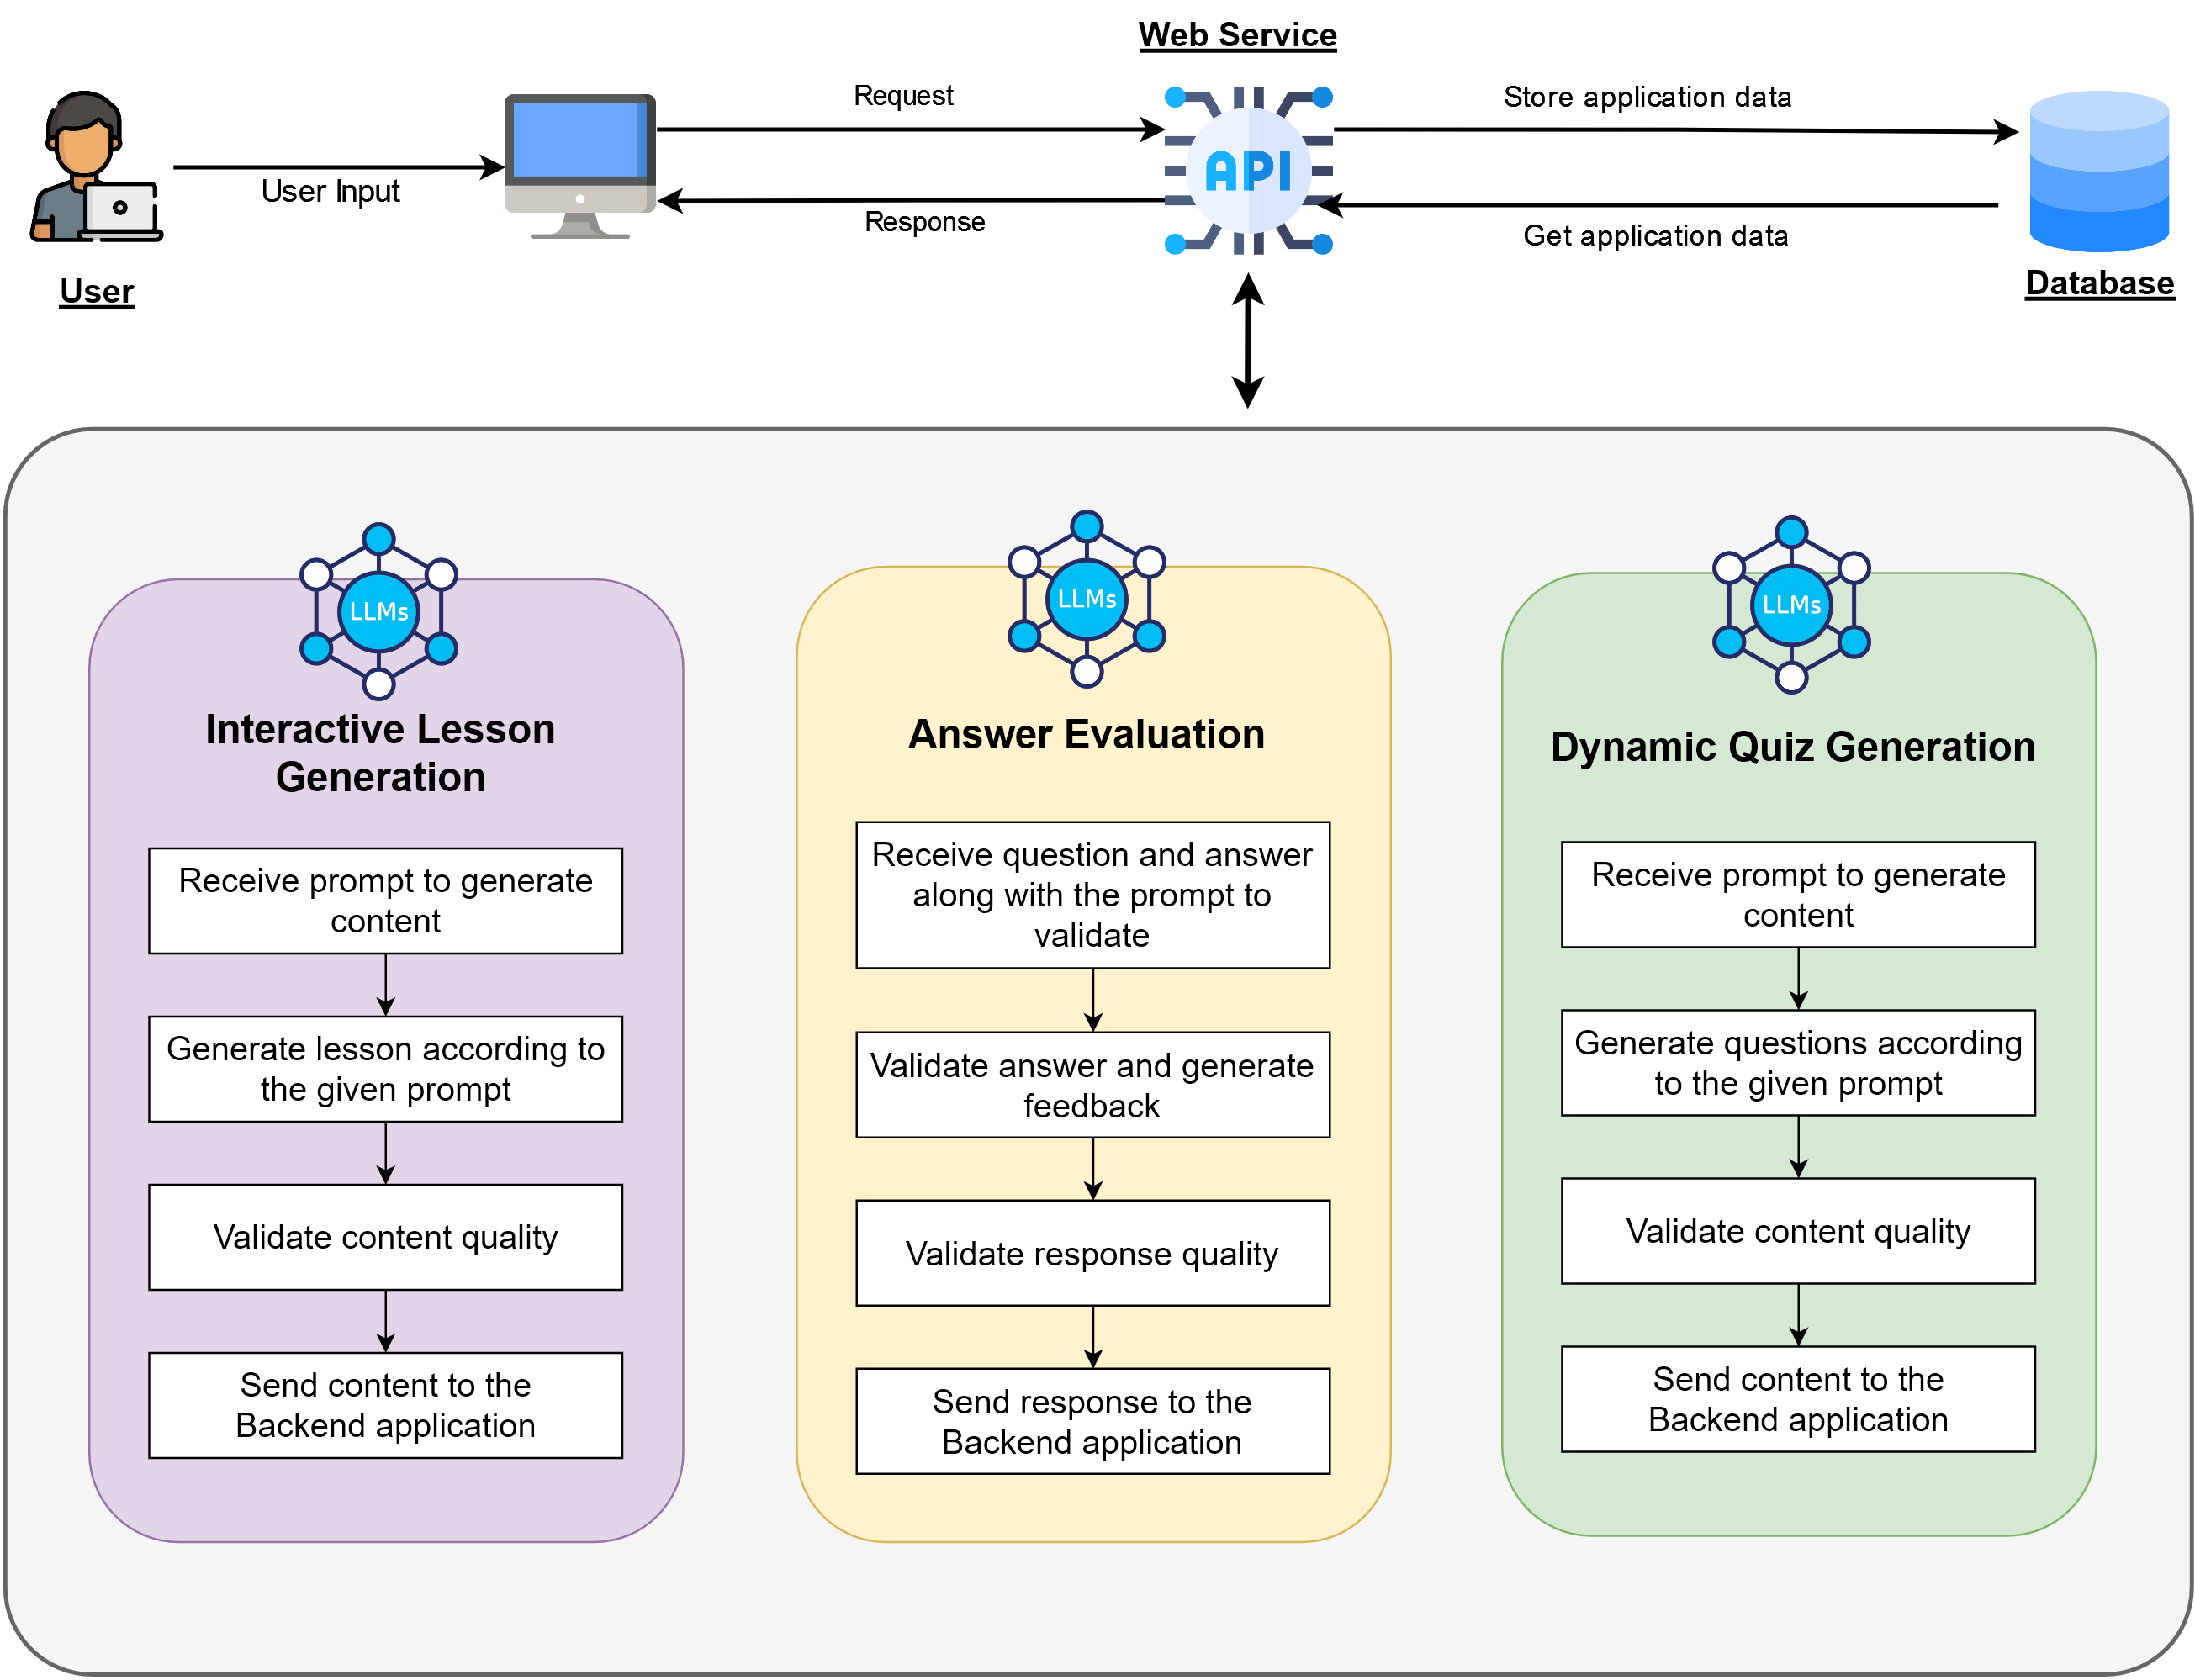 Web Service
Request
Store application data
API
User Input
Response
Get application data
User
Database
LLMs
Interactive Lesson
Generation
Receive prompt to generate
content
Generate lesson according to
the given prompt
Validate content quality
Send content to the
Backend application
LLMs
Answer Evaluation
Receive question and answer
along with the prompt to
validate
Validate answer and generate
feedback
Validate response quality
Send response to the
Backend application
LLMs
Dynamic Quiz Generation
Receive prompt to generate
content
Generate questions according
to the given prompt
Validate content quality
Send content to the
Backend application